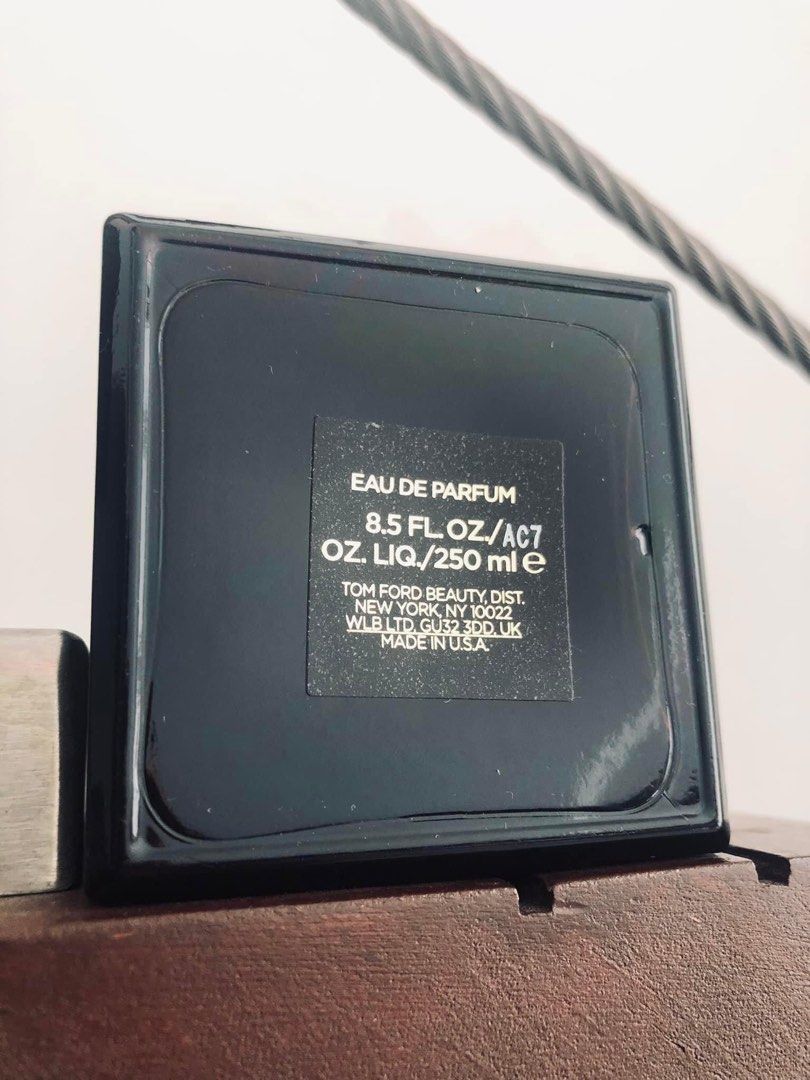 EAU DE PARFUM
8.5 FL. OZ./AC7
OZ. LIQ./250 ml e
TOM FORD BEAUTY, DIST.
NEW YORK, NY 10022
WLB LTD, GU32 3DD, UK
MADE IN U.S.A.